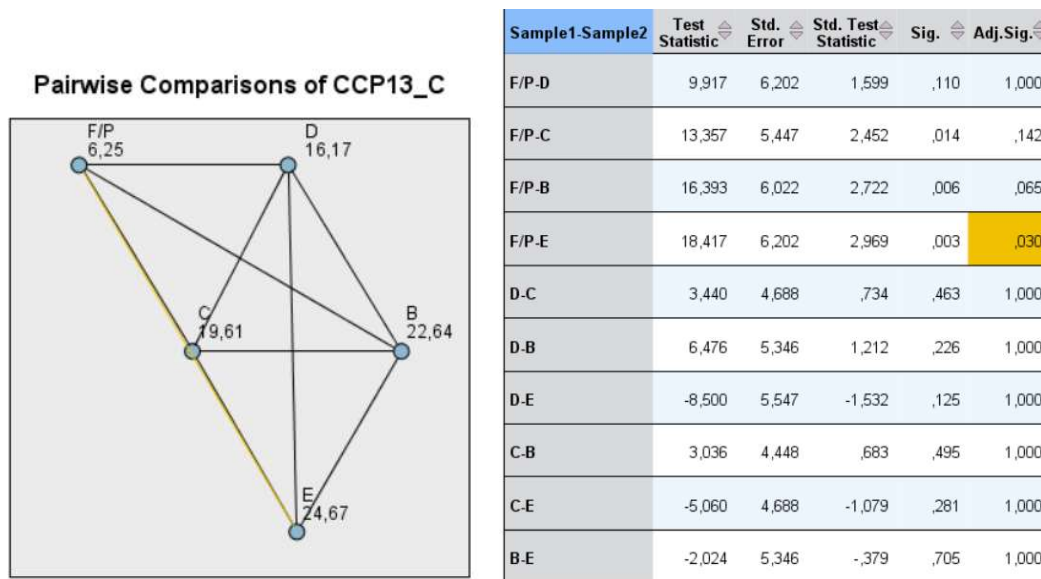 Pairwise Comparisons of CCP13_C
F/P
6,25
D
16,17
C
19,61
B
22,64
E
24,67
Sample1-Sample2 Test Statistic Std. Error Std. Test Statistic Sig. Adj.Sig.
F/P-D 9,917 6,202 1,599 ,110 1,000
F/P-C 13,357 5,447 2,452 ,014 ,142
F/P-B 16,393 6,022 2,722 ,006 ,065
F/P-E 18,417 6,202 2,969 ,003 ,030
D-C 3,440 4,688 ,734 ,463 1,000
D-B 6,476 5,346 1,212 ,226 1,000
D-E -8,500 5,547 -1,532 ,125 1,000
C-B 3,036 4,448 ,683 ,495 1,000
C-E -5,060 4,688 -1,079 ,281 1,000
B-E -2,024 5,346 -,379 ,705 1,000